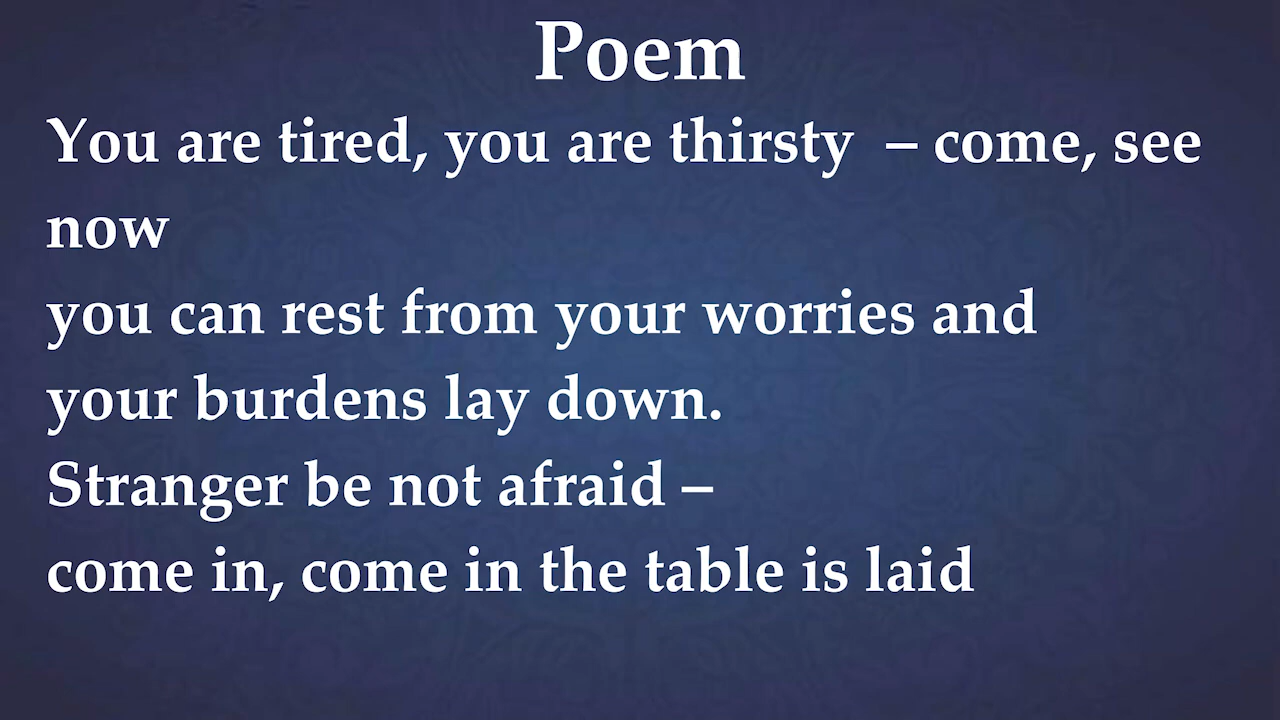 Poem
You are tired, you are thirsty – come, see
now
you can rest from your worries and
your burdens lay down.
Stranger be not afraid –
come in, come in the table is laid